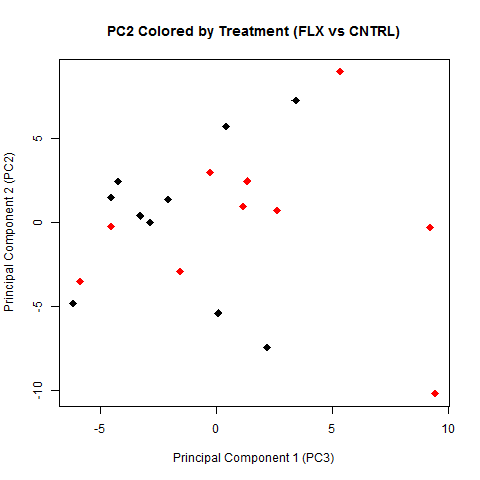 PC2 Colored by Treatment (FLX vs CNTRL)
Principal Component 2 (PC2)
5
0
-5
-10
-5
0
5
10
Principal Component 1 (PC3)